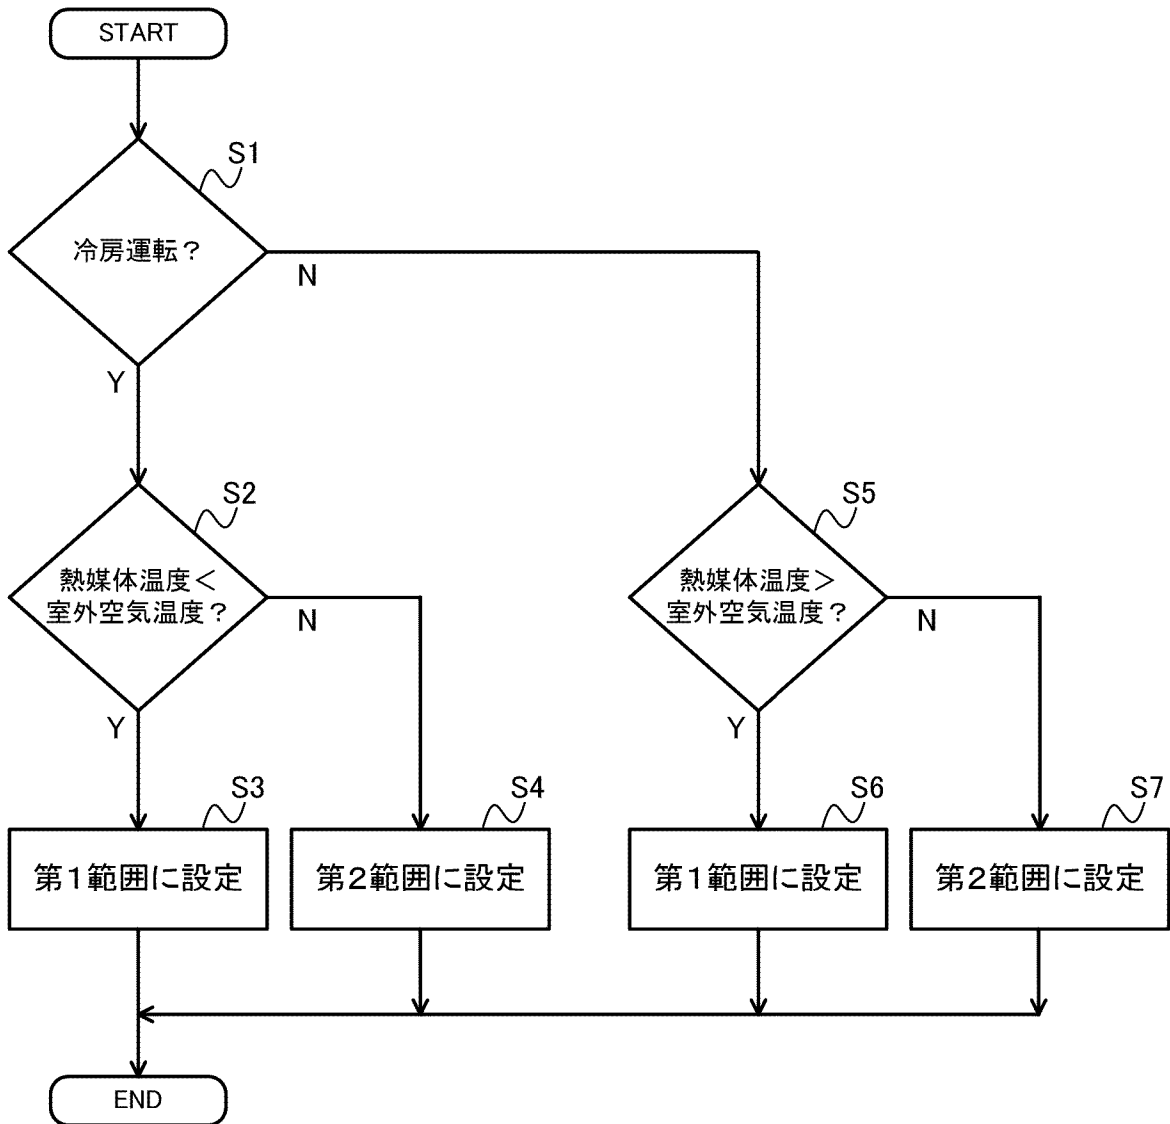 START
S1
冷房運転？
N
Y
S2
熱媒体温度＜
室外空気温度？
N
Y
S5
熱媒体温度＞
室外空気温度？
N
Y
S3
第１範囲に設定
S4
第２範囲に設定
S6
第１範囲に設定
S7
第２範囲に設定
END